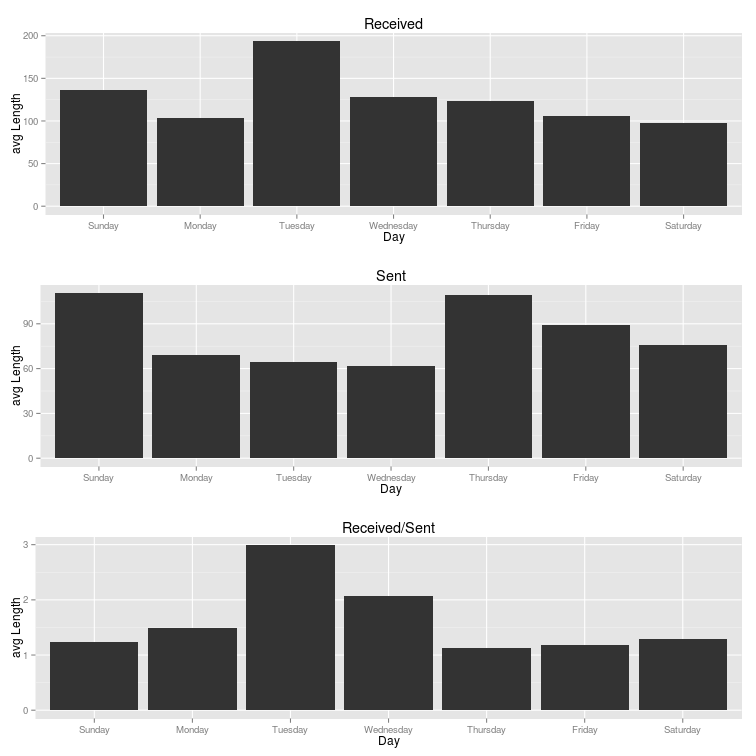 Received
200
150
100
50
0
avg Length
Sunday Monday Tuesday Wednesday Thursday Friday Saturday
Day
Sent
90
60
30
0
avg Length
Sunday Monday Tuesday Wednesday Thursday Friday Saturday
Day
Received/Sent
3
2
1
0
avg Length
Sunday Monday Tuesday Wednesday Thursday Friday Saturday
Day